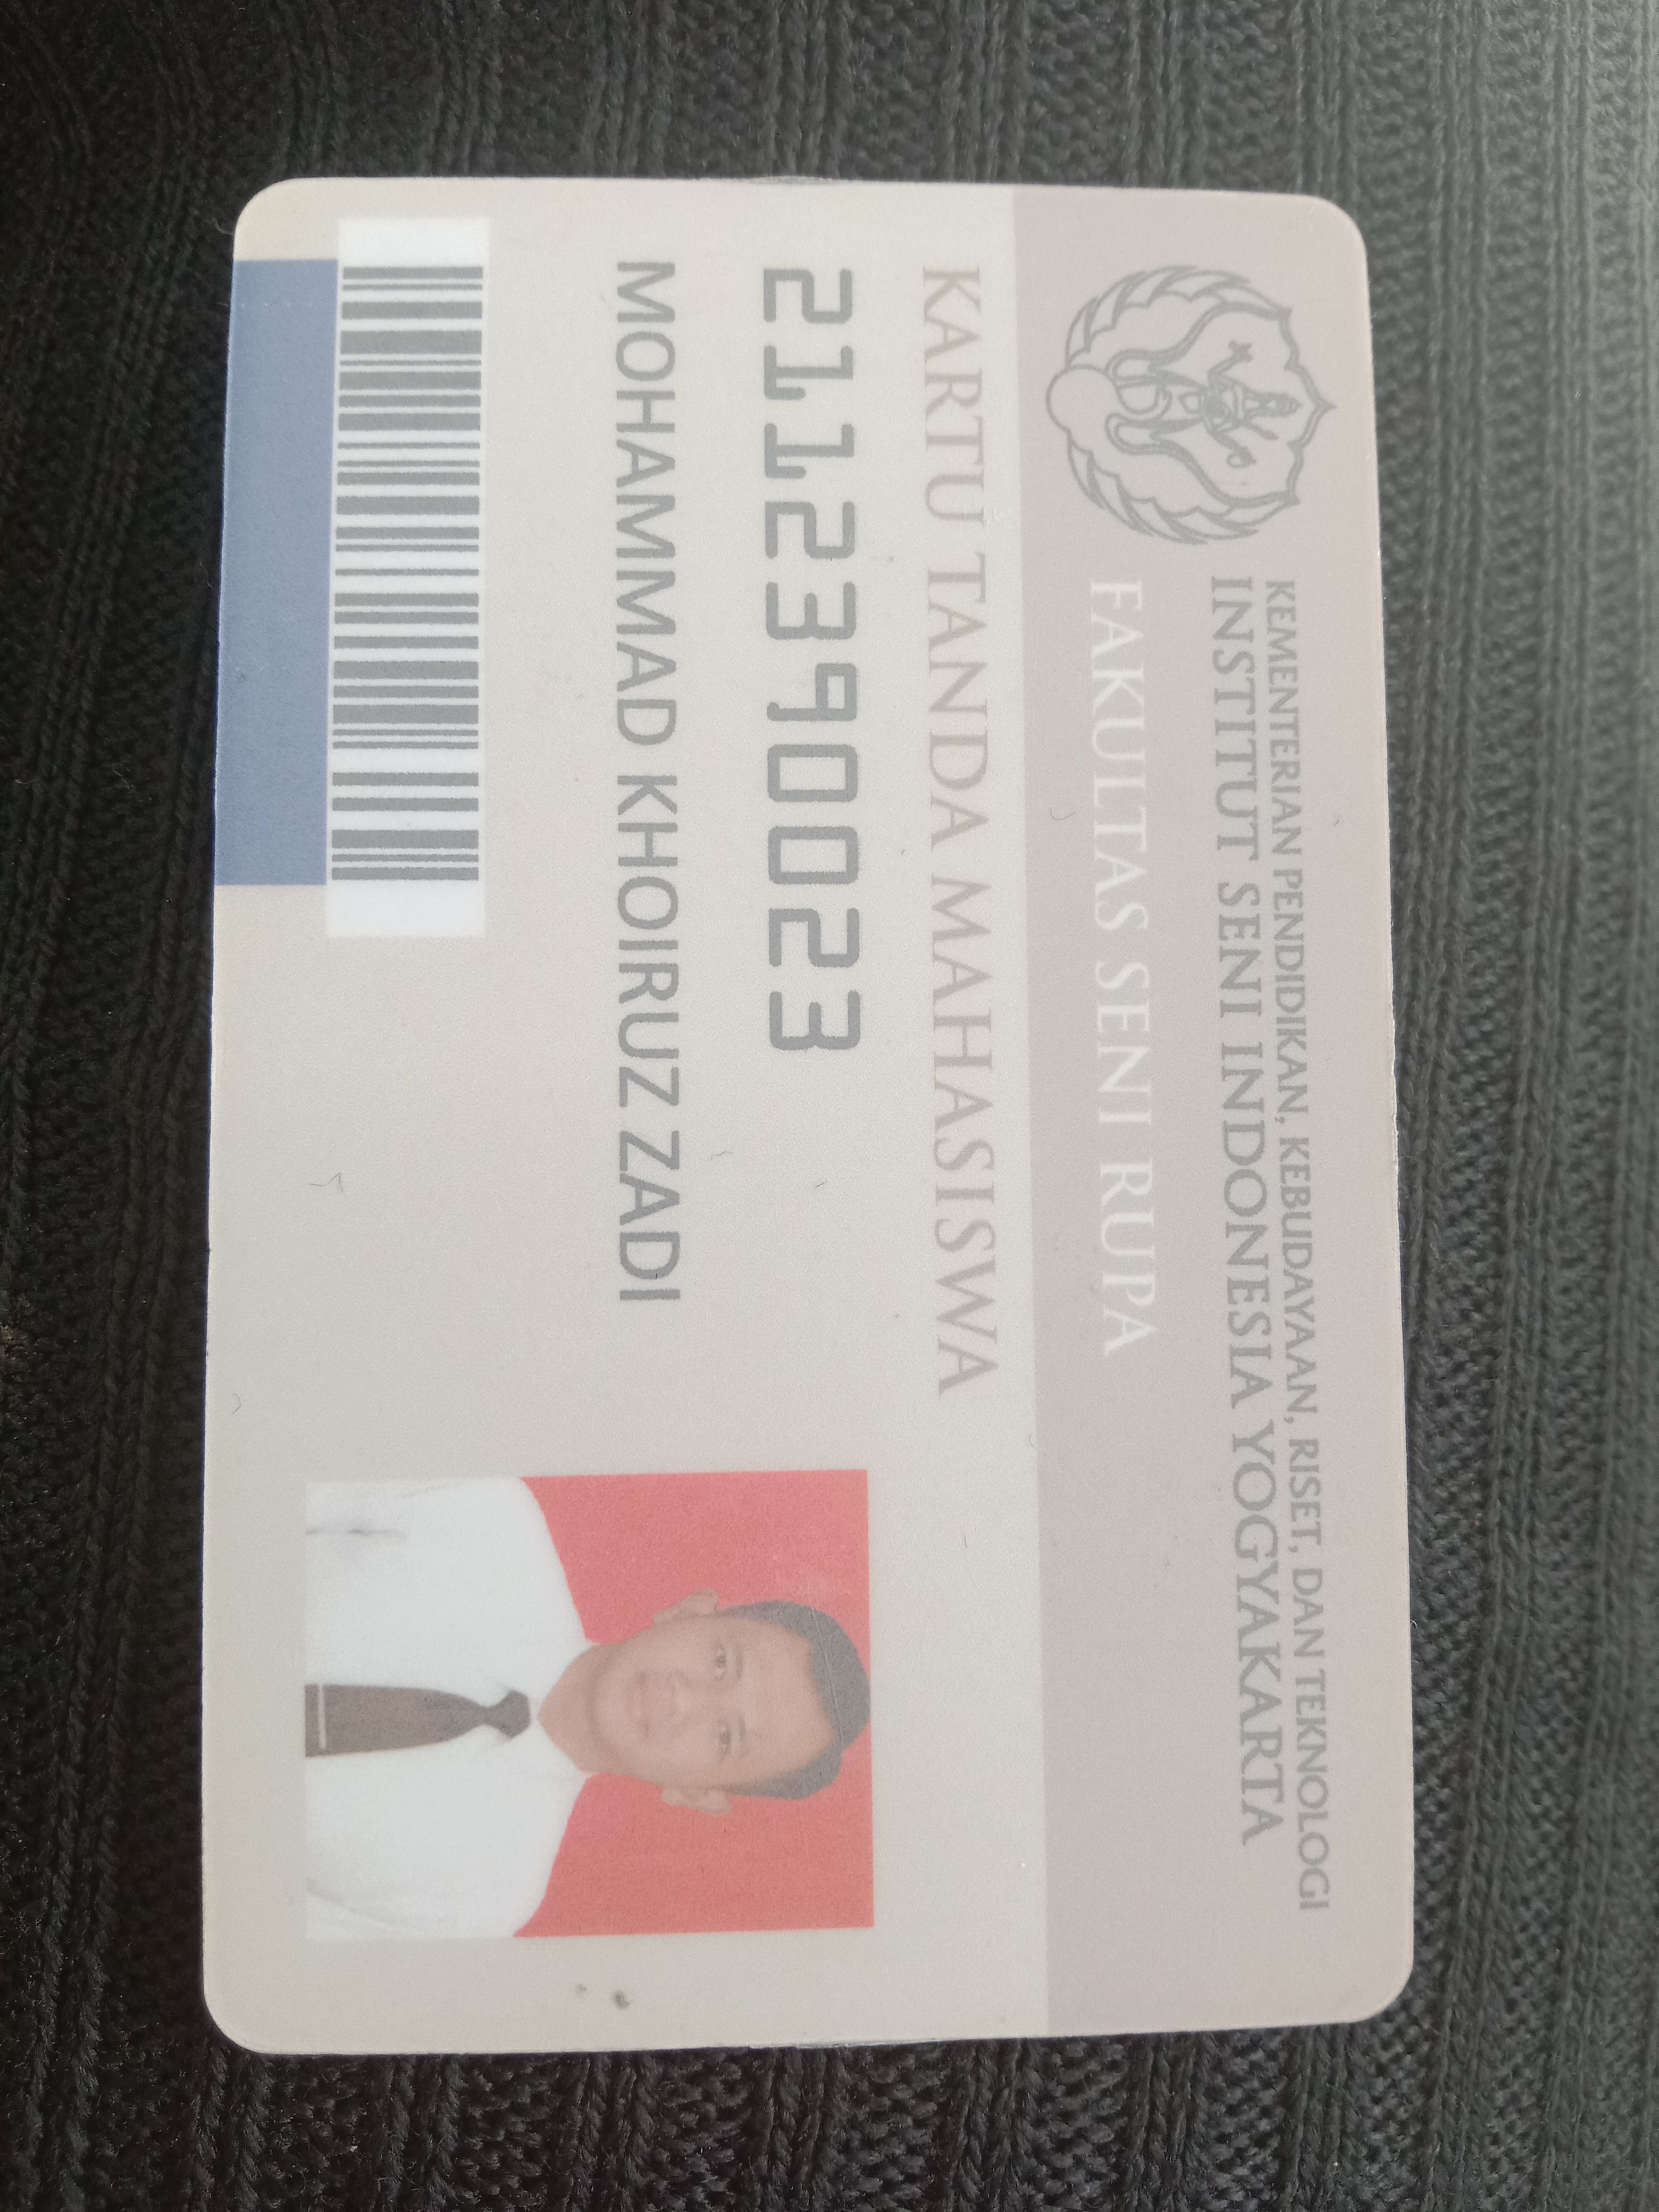 KEMENTERIAN PENDIDIKAN, KEBUDAYAAN, RISET, DAN TEKNOLOGI
INSTITUT SENI INDONESIA YOGYAKARTA
FAKULTAS SENI RUPA
KARTU TANDA MAHASISWA
2112390023
MOHAMMAD KHOIRUZ ZADI